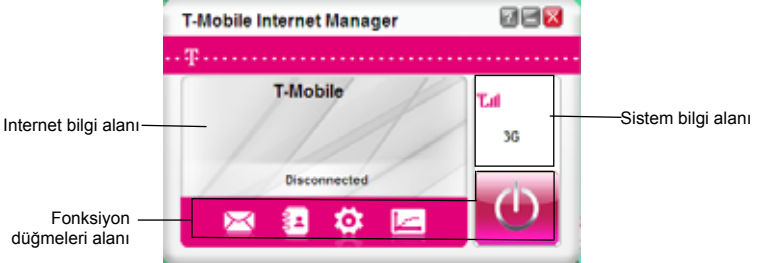 T-Mobile Internet Manager
T
T-Mobile
T
3G
Disconnected
Internet bilgi alanı
Sistem bilgi alanı
Fonksiyon
düğmeleri alanı